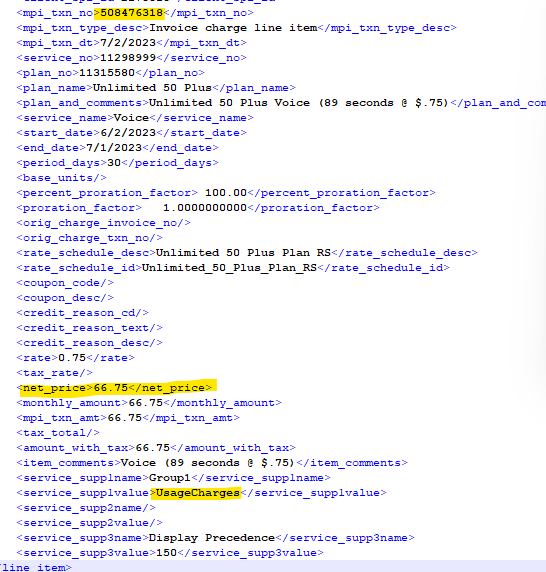 <mpi_txn_no>508476318</mpi_txn_no>
<mpi_txn_type_desc>Invoice charge line item</mpi_txn_type_desc>
<mpi_txn_dt>7/2/2023</mpi_txn_dt>
<service_no>11298999</service_no>
<plan_no>11315580</plan_no>
<plan_name>Unlimited 50 Plus</plan_name>
<plan_and_comments>Unlimited 50 Plus Voice (89 seconds @ $.75)</plan_and_com
<service_name>Voice</service_name>
<start_date>6/2/2023</start_date>
<end_date>7/1/2023</end_date>
<period_days>30</period_days>
<base_units/>
<percent_proration_factor> 100.00</percent_proration_factor>
<proration_factor>   1.0000000000</proration_factor>
<orig_charge_invoice_no/>
<orig_charge_txn_no/>
<rate_schedule_desc>Unlimited 50 Plus Plan RS</rate_schedule_desc>
<rate_schedule_id>Unlimited_50_Plus_Plan_RS</rate_schedule_id>
<coupon_code/>
<coupon_desc/>
<credit_reason_cd/>
<credit_reason_text/>
<credit_reason_desc/>
<rate>0.75</rate>
<tax_rate/>
<net_price>66.75</net_price>
<monthly_amount>66.75</monthly_amount>
<mpi_txn_amt>66.75</mpi_txn_amt>
<tax_total/>
<amount_with_tax>66.75</amount_with_tax>
<item_comments>Voice (89 seconds @ $.75)</item_comments>
<service_supp1name>Group1</service_supp1name>
<service_supp1value>UsageCharges</service_supp1value>
<service_supp2name/>
<service_supp2value/>
<service_supp3name>Display Precedence</service_supp3name>
<service_supp3value>150</service_supp3value>
/line item>